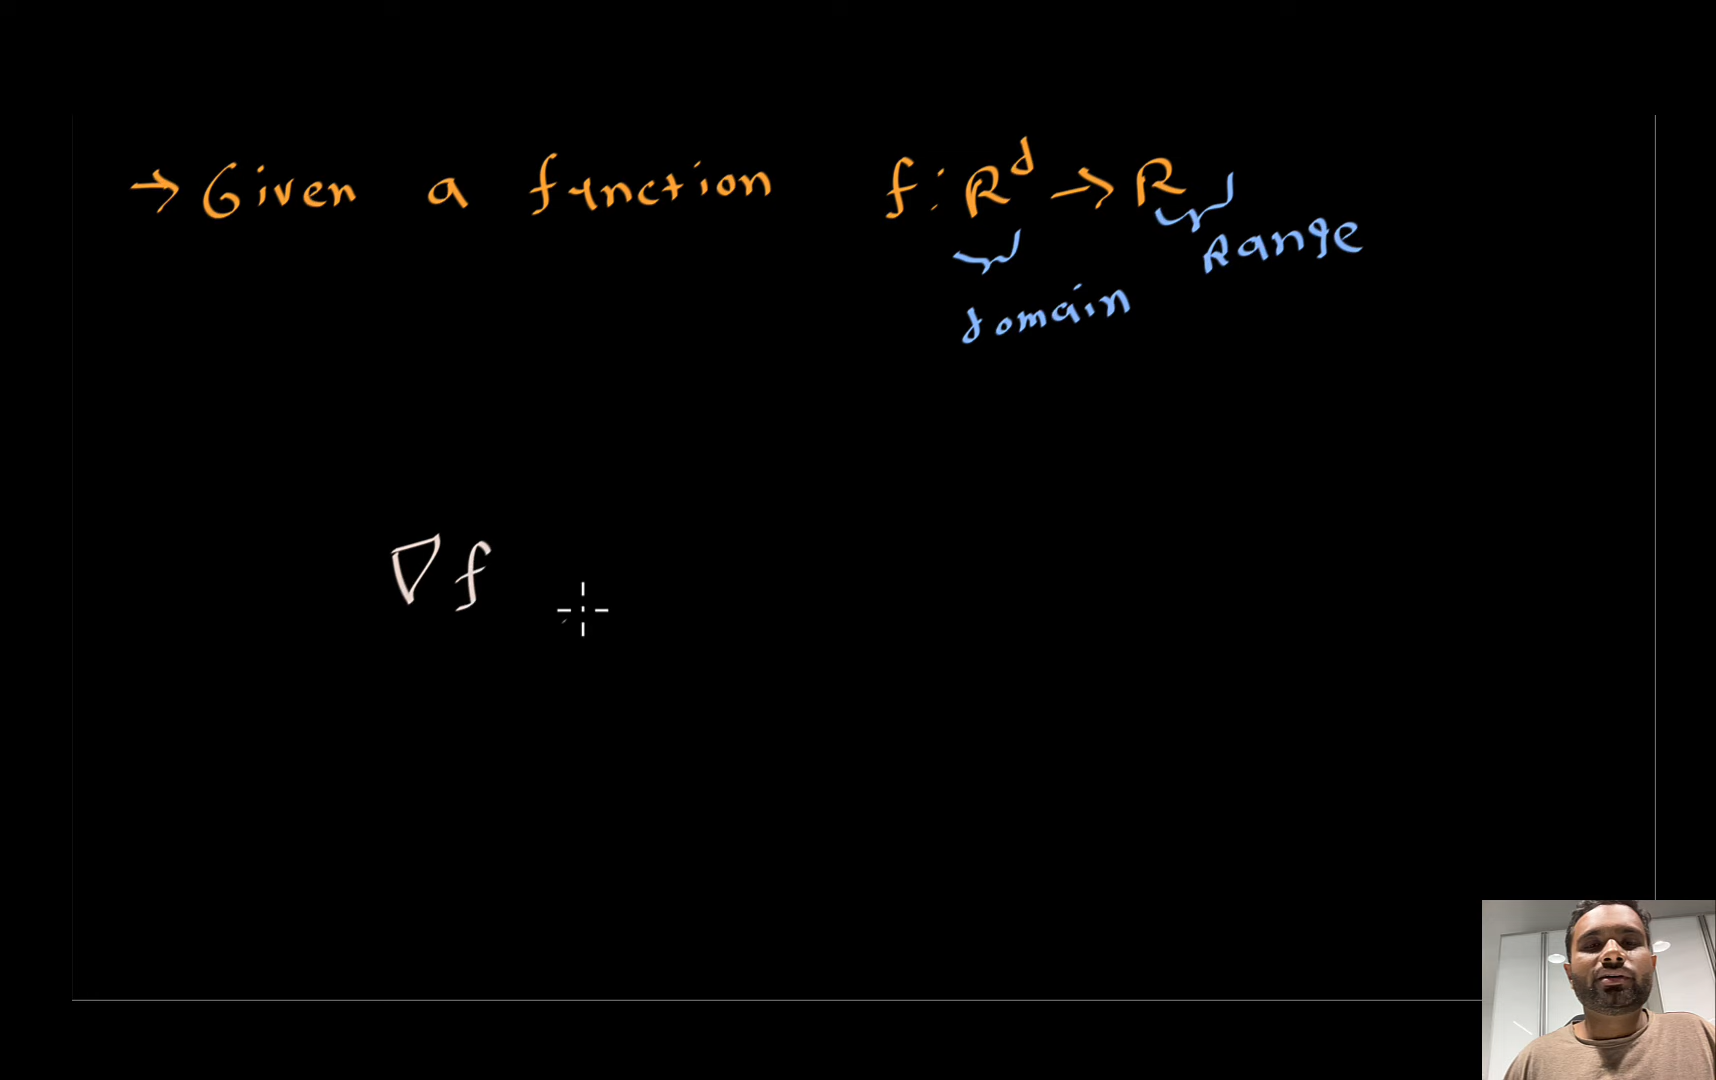 → Given a function f: R^d → R
Range
domain
∇f